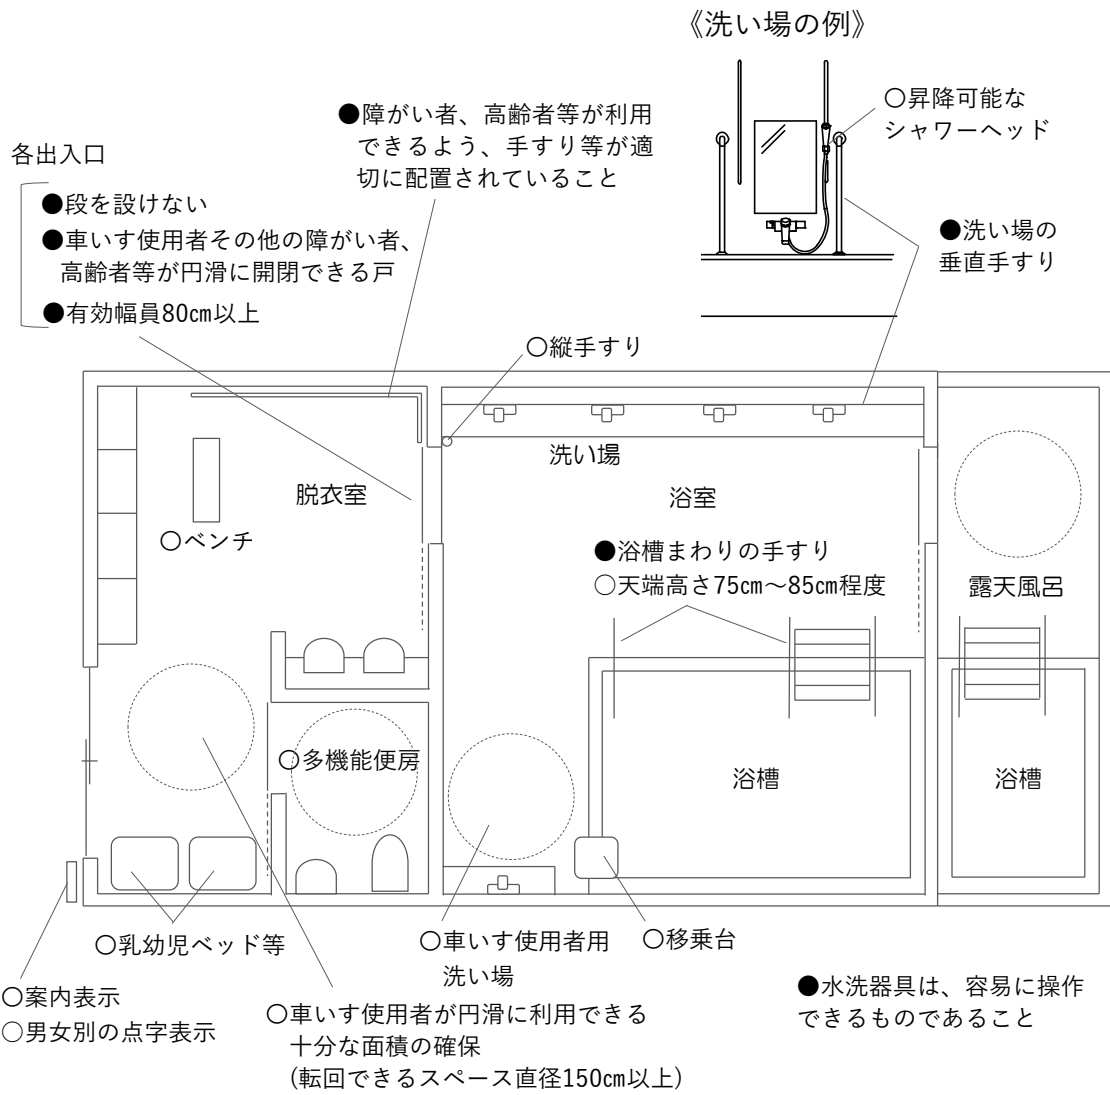 《洗い場の例》
○昇降可能な
シャワーヘッド
●障がい者、高齢者等が利用
できるよう、手すり等が適
切に配置されていること
各出入口
●段を設けない
●車いす使用者その他の障がい者、
高齢者等が円滑に開閉できる戸
●有効幅員80㎝以上
●洗い場の
垂直手すり
○縦手すり
洗い場
脱衣室
浴室
○ベンチ
●浴槽まわりの手すり
○天端高さ75㎝～85㎝程度
露天風呂
○多機能便房
浴槽
浴槽
○乳幼児ベッド等
○車いす使用者用
洗い場
○移乗台
○案内表示
○男女別の点字表示
○車いす使用者が円滑に利用できる
十分な面積の確保
(転回できるスペース直径150㎝以上)
●水洗器具は、容易に操作
できるものであること